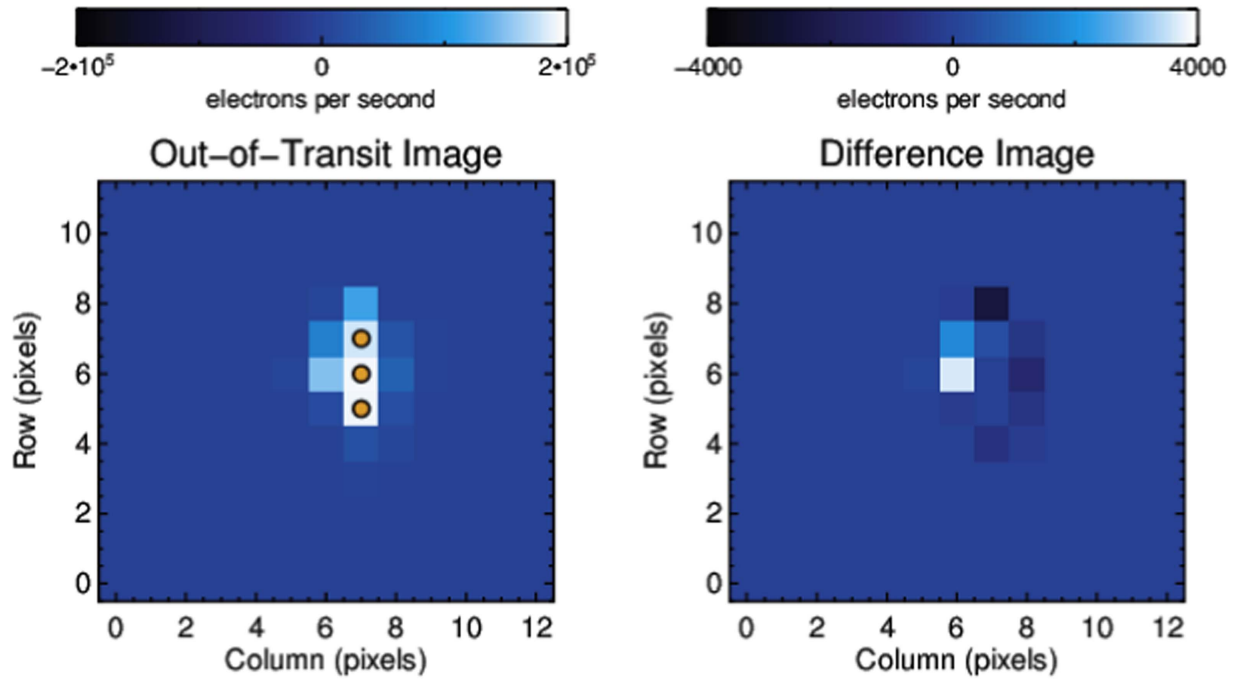 −2•10⁵ 0 2•10⁵
electrons per second
−4000 0 4000
electrons per second
Out−of−Transit Image
Difference Image
10
8
6
4
2
0
Row (pixels)
0 2 4 6 8 10 12
Column (pixels)
10
8
6
4
2
0
Row (pixels)
0 2 4 6 8 10 12
Column (pixels)